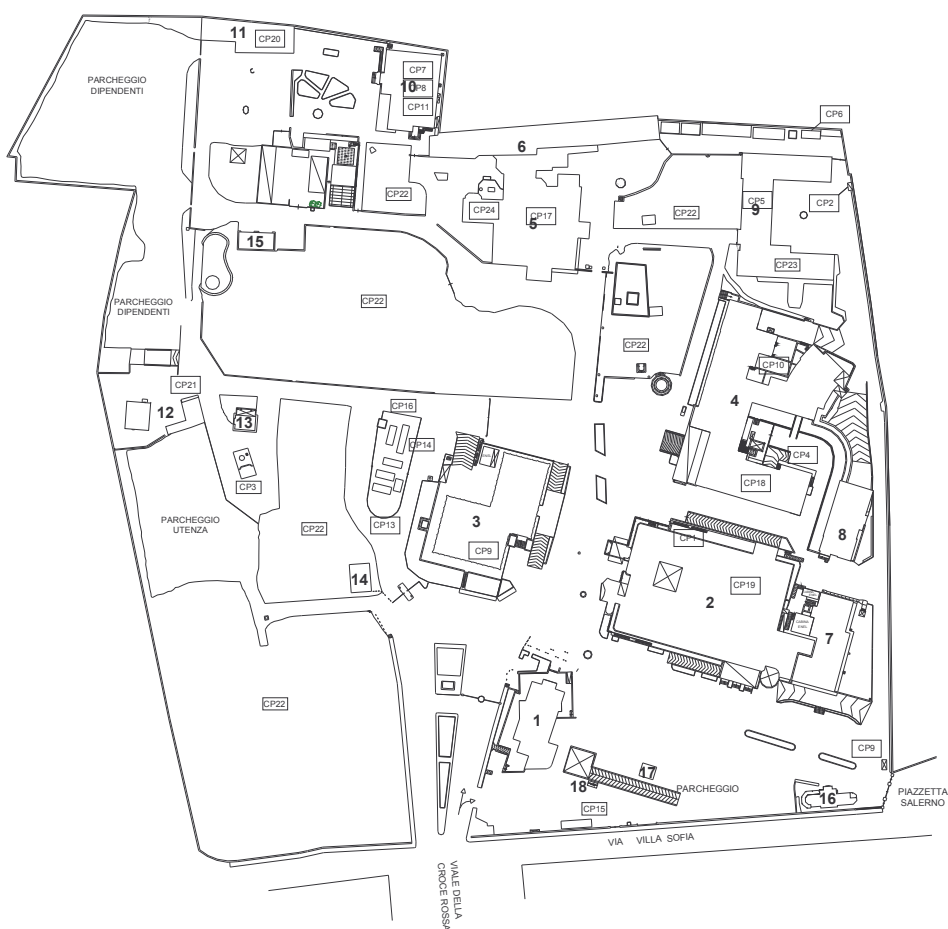 11
CP20
PARCHEGGIO
DIPENDENTI
CP7
10
CP8
CP11
CP6
6
CP22
CP24
CP17
5
CP22
CP5
9
CP2
15
CP23
CP22
PARCHEGGIO
DIPENDENTI
CP22
CP10
CP21
4
CP16
12
13
CP14
CP4
CP3
CP18
PARCHEGGIO
UTENZA
CP22
CP13
3
8
CP9
CP1
14
CP19
2
7
CP22
1
CP9
17
18
PARCHEGGIO
16
PIAZZETTA
SALERNO
CP15
VIA VILLA SOFIA
VIALE DELLA
CROCE ROSSA